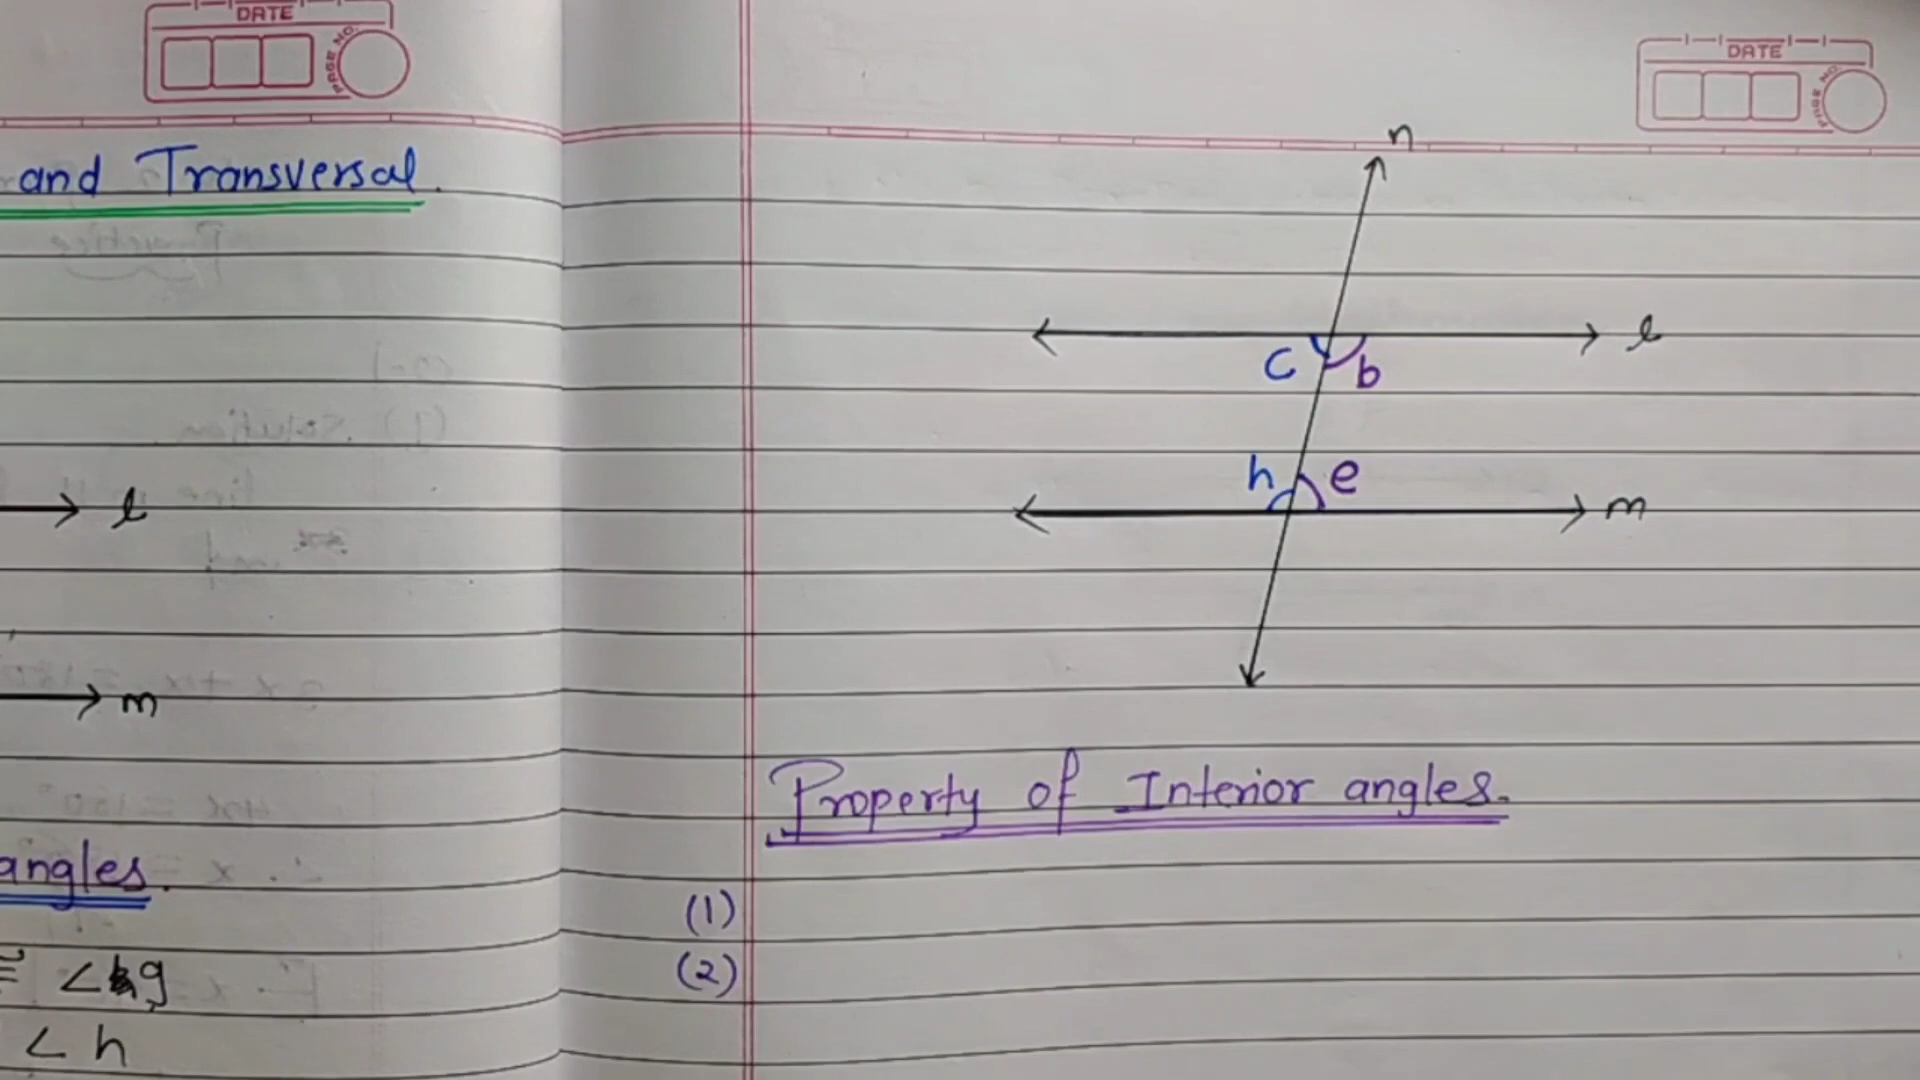 DATE
PAGE NO.
and Transversal.
l
m
angles.
≅ <g
< h
DATE
PAGE NO.
n
l
c b
h e
m
Property of Interior angles.
(1)
(2)